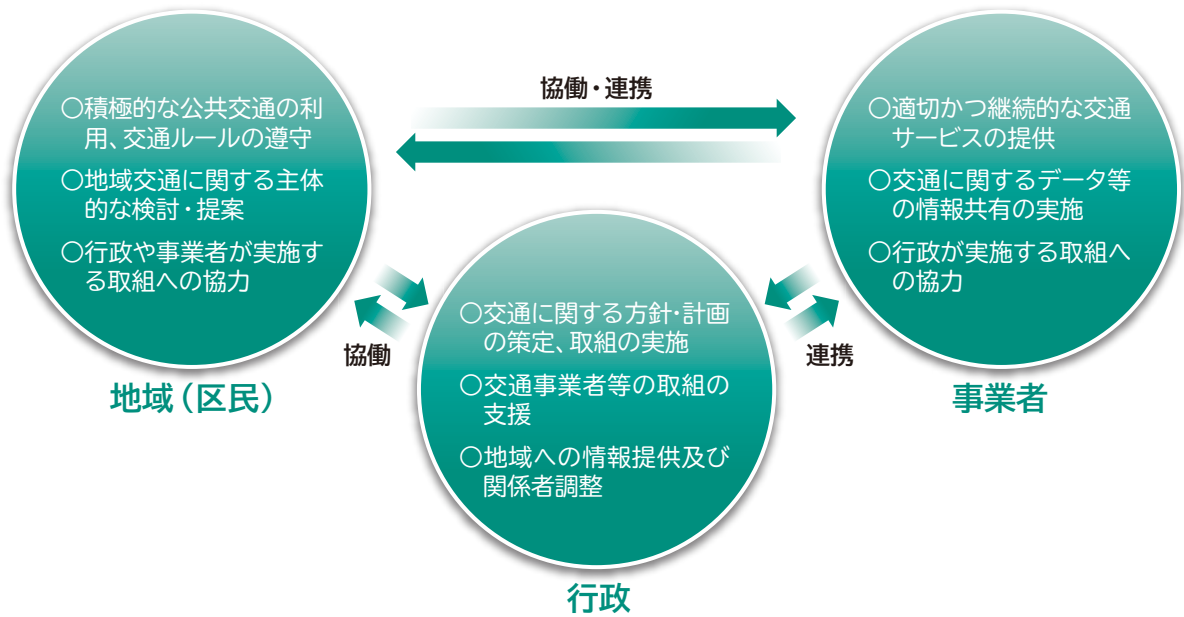 協働・連携
○積極的な公共交通の利
用、交通ルールの遵守
○地域交通に関する主体
的な検討・提案
○行政や事業者が実施す
る取組への協力
地域（区民）
○適切かつ継続的な交通
サービスの提供
○交通に関するデータ等
の情報共有の実施
○行政が実施する取組へ
の協力
事業者
協働
連携
○交通に関する方針・計画
の策定、取組の実施
○交通事業者等の取組の
支援
○地域への情報提供及び
関係者調整
行政